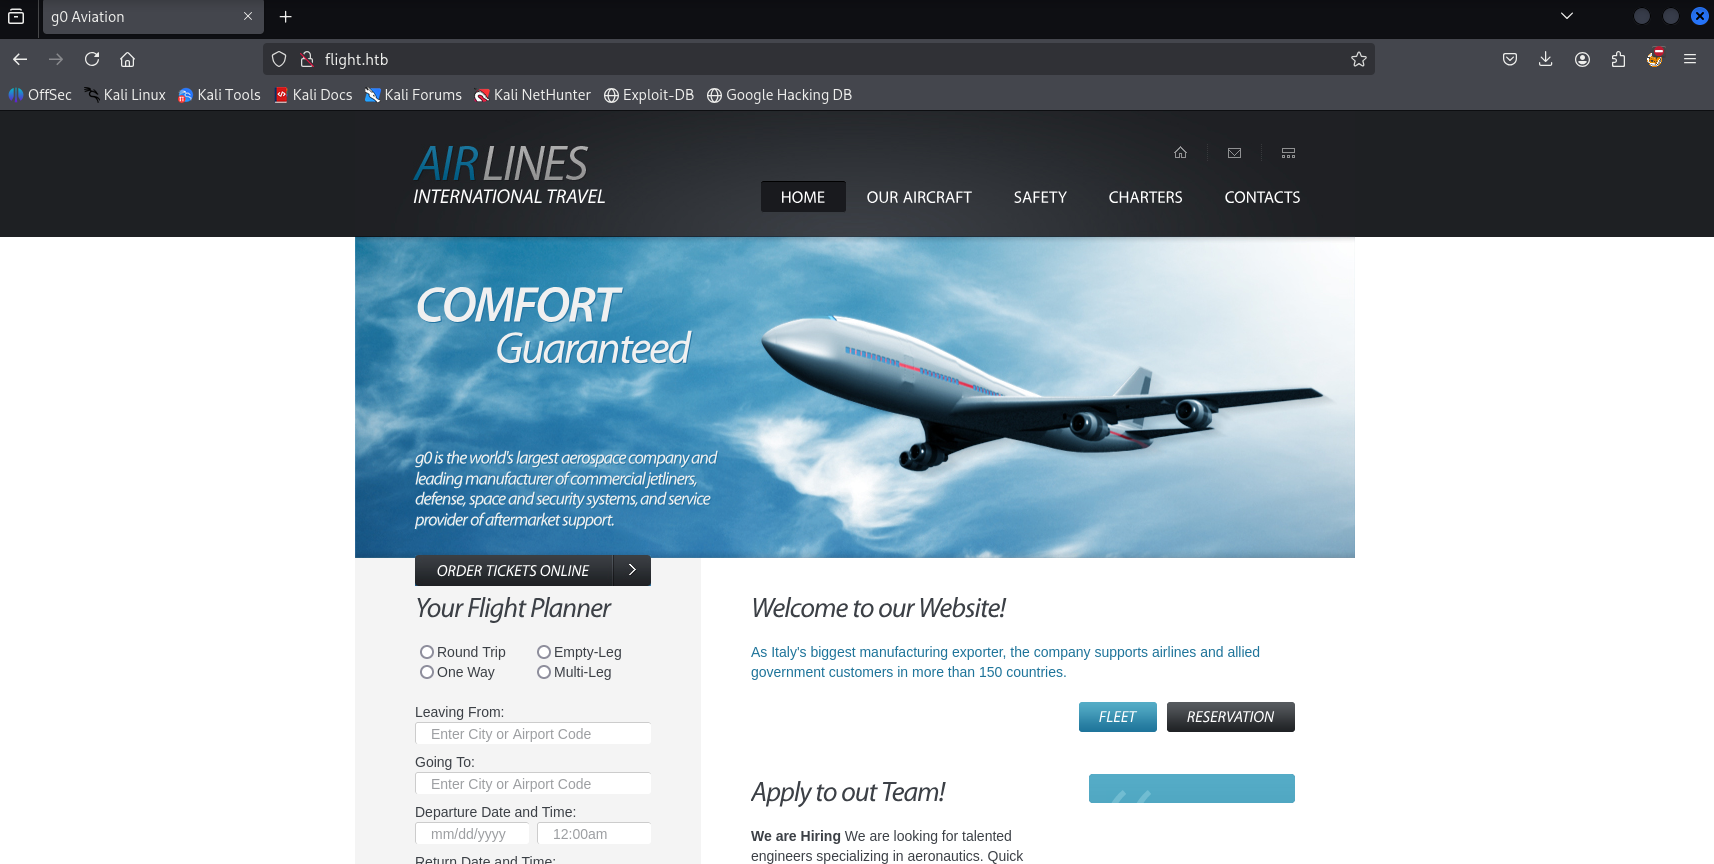 g0 Aviation
flight.htb
OffSec Kali Linux Kali Tools Kali Docs Kali Forums Kali NetHunter Exploit-DB Google Hacking DB
AIRLINES
INTERNATIONAL TRAVEL
HOME OUR AIRCRAFT SAFETY CHARTERS CONTACTS
COMFORT
Guaranteed
g0 is the world's largest aerospace company and
leading manufacturer of commercial jetliners,
defense, space and security systems, and service
provider of aftermarket support.
ORDER TICKETS ONLINE
Your Flight Planner
Round Trip Empty-Leg
One Way Multi-Leg
Leaving From:
Enter City or Airport Code
Going To:
Enter City or Airport Code
Departure Date and Time:
mm/dd/yyyy 12:00am
Return Date and Time:
Welcome to our Website!
As Italy's biggest manufacturing exporter, the company supports airlines and allied
government customers in more than 150 countries.
FLEET RESERVATION
Apply to out Team!
We are Hiring We are looking for talented
engineers specializing in aeronautics. Quick